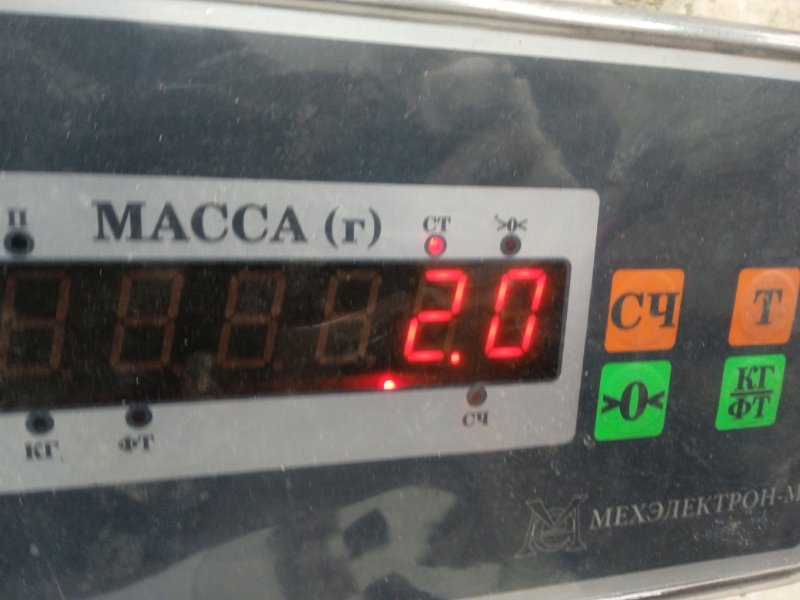 П
МАССА (г)
СТ
>0<
2.0
СЧ
Т
>0<
КГ
ФТ
КГ
ФТ
СЧ
МЕХЭЛЕКТРОН-М